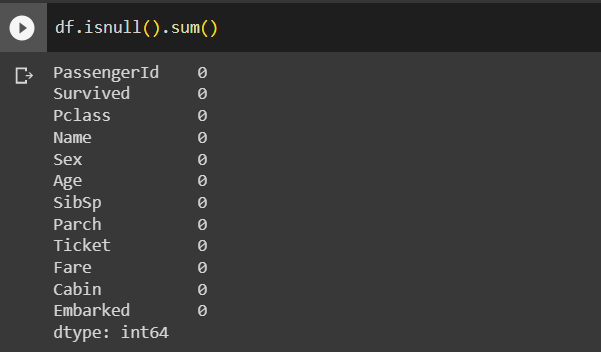 df.isnull().sum()
PassengerId 0
Survived 0
Pclass 0
Name 0
Sex 0
Age 0
SibSp 0
Parch 0
Ticket 0
Fare 0
Cabin 0
Embarked 0
dtype: int64